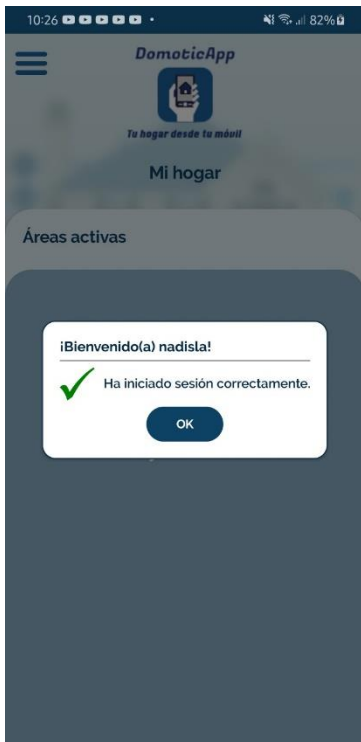 10:26
82%
DomoticApp
Tu hogar desde tu móvil
Mi hogar
Áreas activas
¡Bienvenido(a) nadisla!
Ha iniciado sesión correctamente.
OK